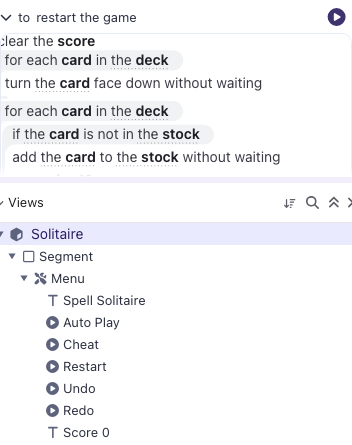 to restart the game
clear the score
for each card in the deck
turn the card face down without waiting
for each card in the deck
if the card is not in the stock
add the card to the stock without waiting
Views
Solitaire
Segment
Menu
Spell Solitaire
Auto Play
Cheat
Restart
Undo
Redo
Score 0